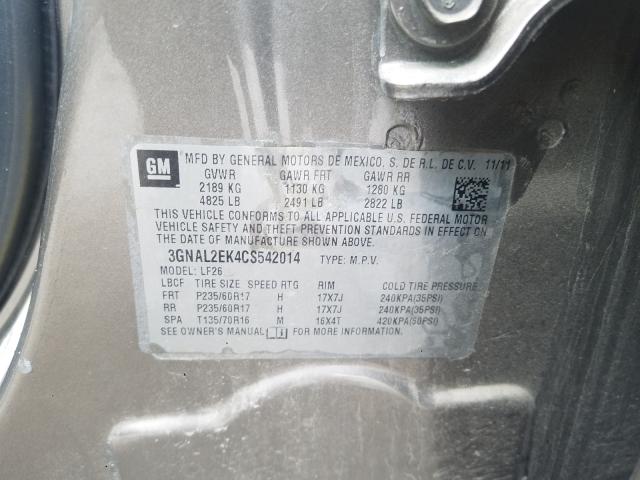 GM
MFD BY GENERAL MOTORS DE MEXICO, S. DE R.L. DE C.V. 11/11
GVWR GAWR FRT GAWR RR
2189 KG 1130 KG 1280 KG
4825 LB 2491 LB 2822 LB
THIS VEHICLE CONFORMS TO ALL APPLICABLE U.S. FEDERAL MOTOR
VEHICLE SAFETY AND THEFT PREVENTION STANDARDS IN EFFECT ON
THE DATE OF MANUFACTURE SHOWN ABOVE.
3GNAL2EK4CS542014 TYPE: M.P.V.
MODEL: LF26
LBCF TIRE SIZE SPEED RTG RIM COLD TIRE PRESSURE
FRT P235/60R17 H 17X7J 240KPA(35PSI)
RR P235/60R17 H 17X7J 240KPA(35PSI)
SPA T135/70R16 M 16X4T 420KPA(60PSI)
SEE OWNER'S MANUAL FOR MORE INFORMATION.